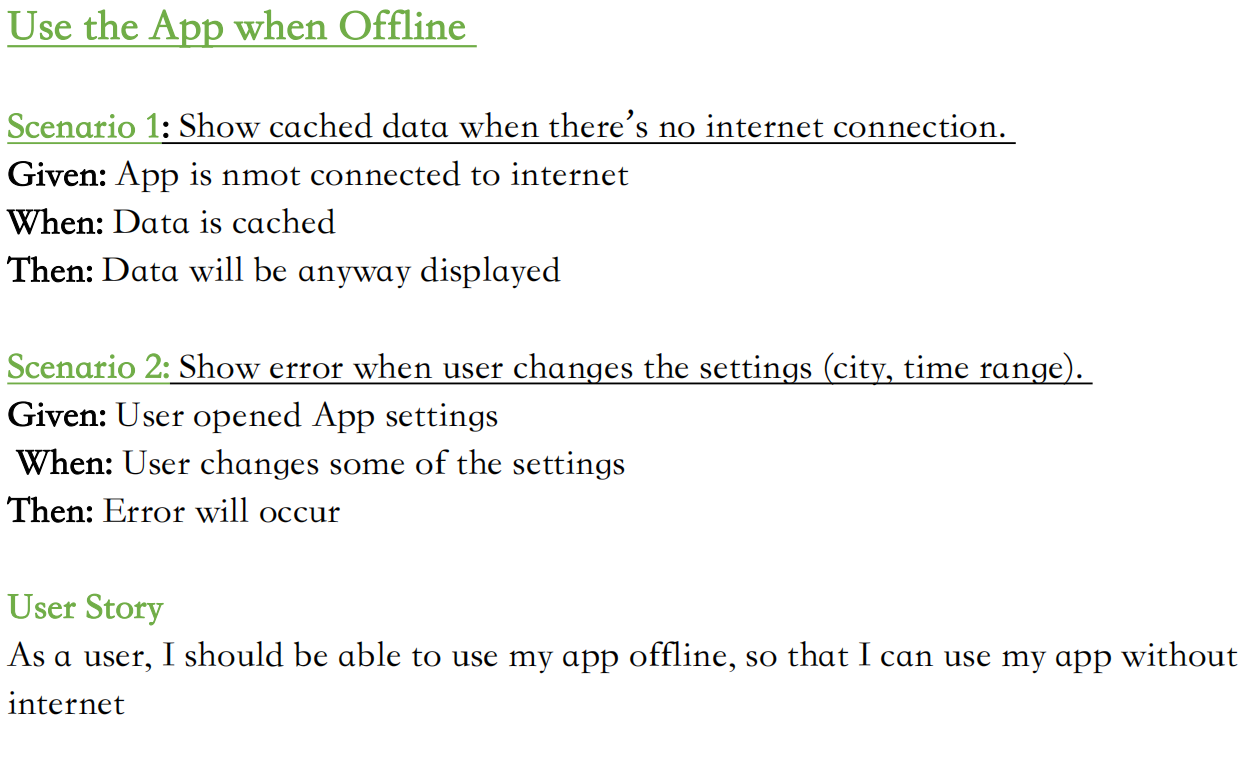 Use the App when Offline
Scenario 1: Show cached data when there’s no internet connection.
Given: App is nmot connected to internet
When: Data is cached
Then: Data will be anyway displayed
Scenario 2: Show error when user changes the settings (city, time range).
Given: User opened App settings
When: User changes some of the settings
Then: Error will occur
User Story
As a user, I should be able to use my app offline, so that I can use my app without
internet